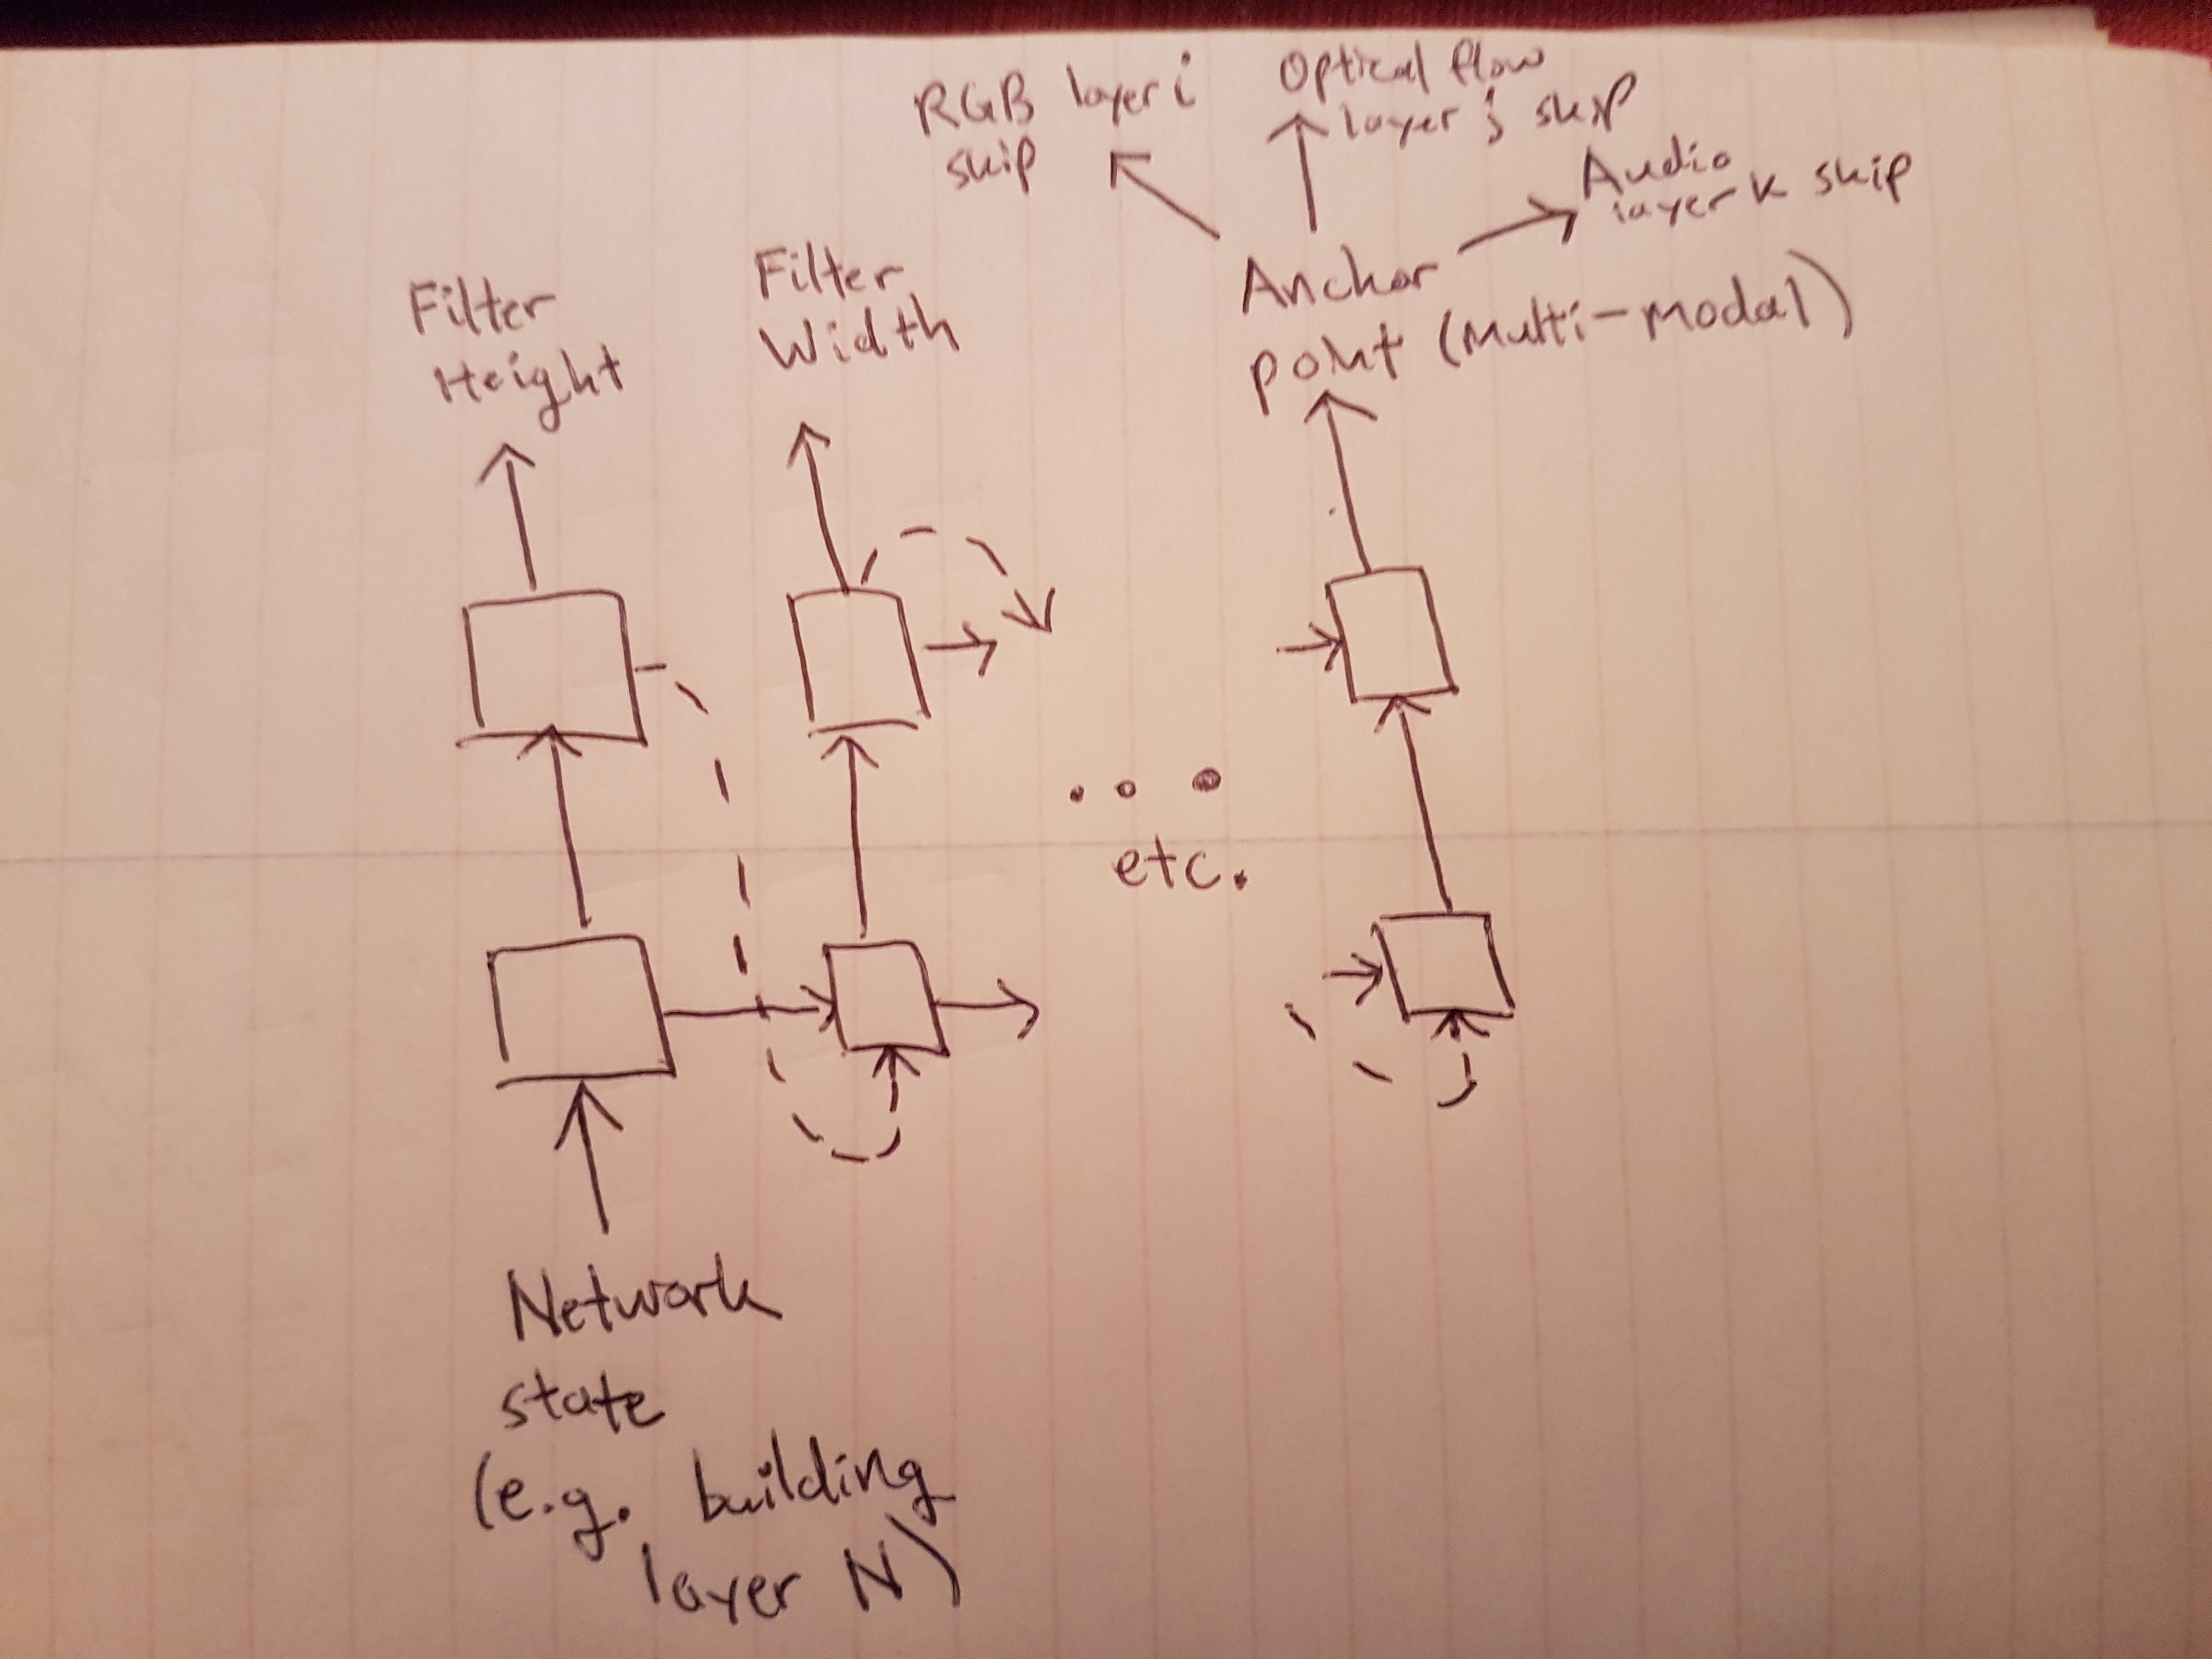 RGB layer i
skip
Optical flow
layer j skip
Audio
layer k skip
Filter
Height
Filter
Width
Anchor
point (multi-modal)
etc.
Network
state
(e.g. building
layer N)